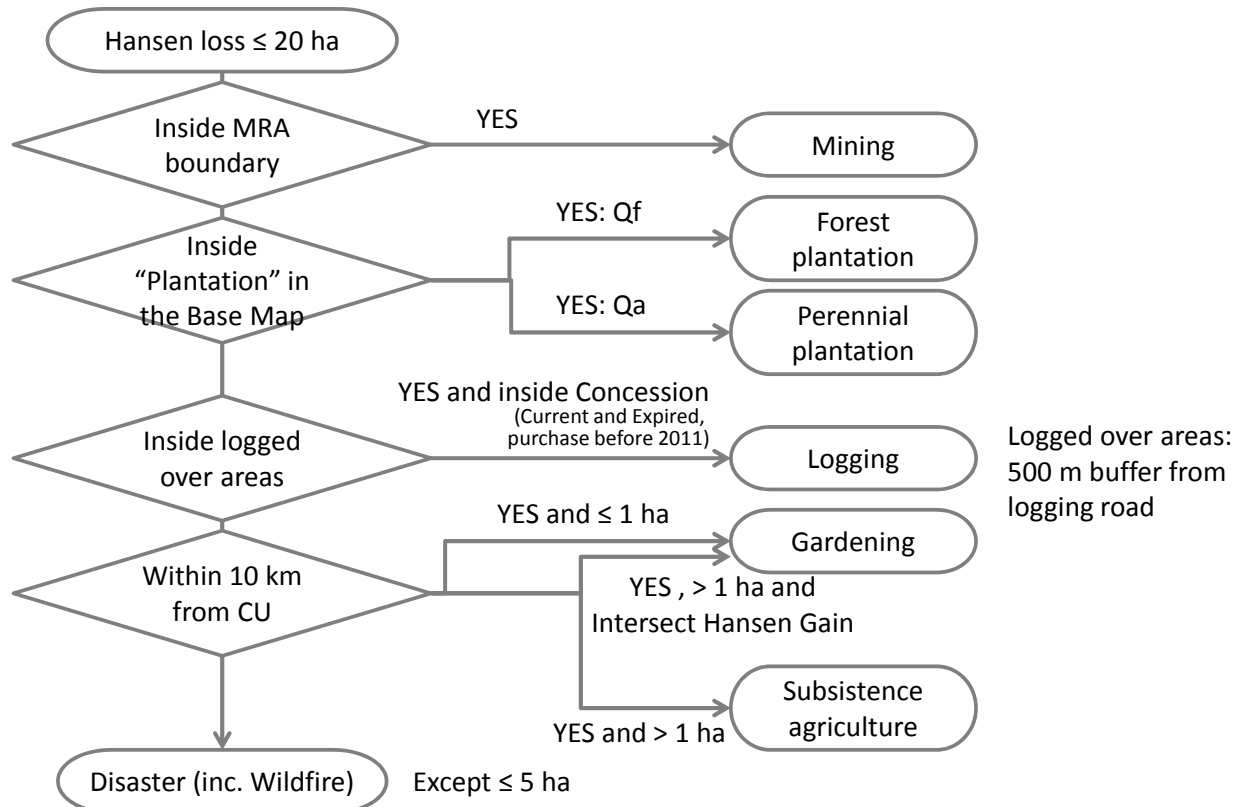 Hansen loss ≤ 20 ha
Inside MRA
boundary
YES
Mining
Inside
“Plantation” in
the Base Map
YES: Qf
Forest
plantation
YES: Qa
Perennial
plantation
Inside logged
over areas
YES and inside Concession
(Current and Expired,
purchase before 2011)
Logging
Logged over areas:
500 m buffer from
logging road
Within 10 km
from CU
YES and ≤ 1 ha
Gardening
YES , > 1 ha and
Intersect Hansen Gain
YES and > 1 ha
Subsistence
agriculture
Disaster (inc. Wildfire)
Except ≤ 5 ha